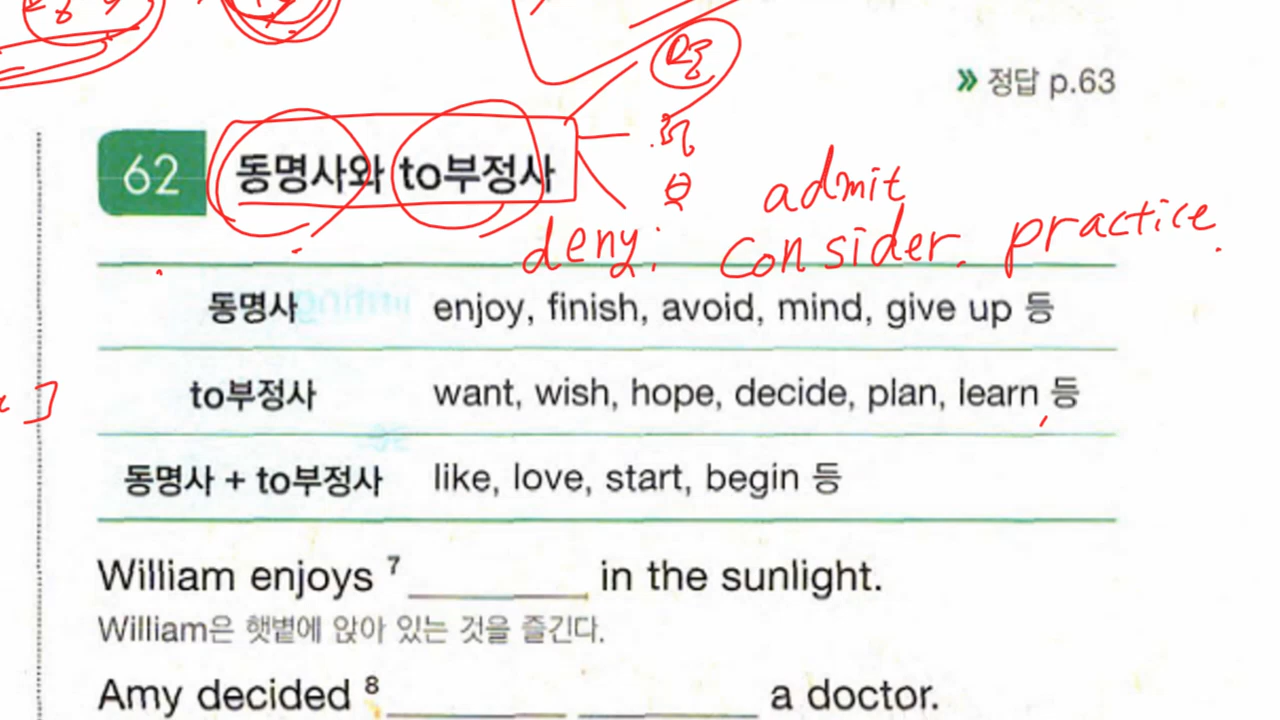 » 정답 p.63
62 동명사와 to부정사
admit
deny. consider. practice.
동명사 enjoy, finish, avoid, mind, give up 등
to부정사 want, wish, hope, decide, plan, learn 등
동명사 + to부정사 like, love, start, begin 등
William enjoys ⁷ ________ in the sunlight.
William은 햇볕에 앉아 있는 것을 즐긴다.
Amy decided ⁸ ________ ________ a doctor.